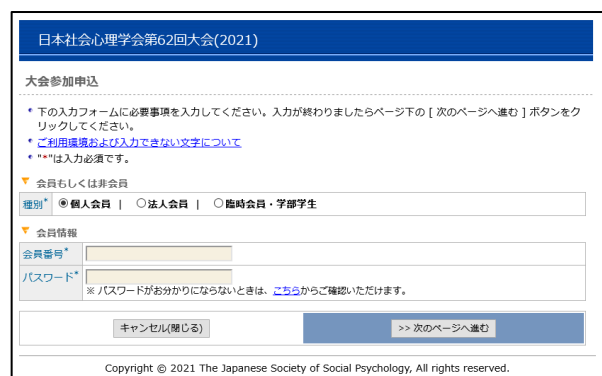 日本社会心理学会第62回大会(2021)
大会参加申込
下の入力フォームに必要事項を入力してください。入力が終わりましたらページ下の [ 次のページへ進む ] ボタンをク
リックしてください。
ご利用環境および入力できない文字について
"*"は入力必須です。
会員もしくは非会員
種別* 個人会員 | 法人会員 | 臨時会員・学部学生
会員情報
会員番号*
パスワード*
※ パスワードがお分かりにならないときは、こちらからご確認いただけます。
キャンセル(閉じる) >> 次のページへ進む
Copyright © 2021 The Japanese Society of Social Psychology, All rights reserved.